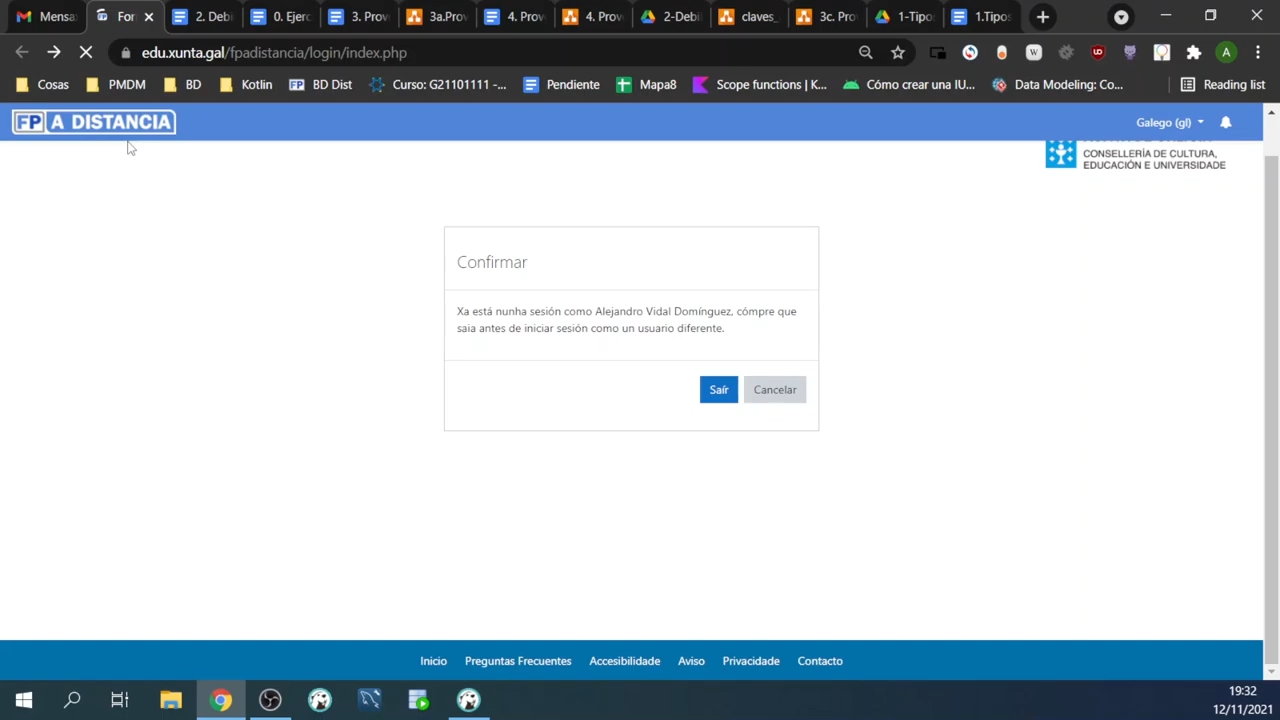 Mensa
For
2. Debi
0. Ejerc
3. Prov
3a.Prov
4. Prov
4. Prov
2-Debil
claves_
3c. Pro
1-Tipos
1.Tipos
edu.xunta.gal/fpadistancia/login/index.php
A
Cosas
PMDM
BD
Kotlin
BD Dist
Curso: G21101111 -...
Pendiente
Mapa8
Scope functions | K...
Cómo crear una IU...
Data Modeling: Co...
Reading list
FP A DISTANCIA
Galego (gl)
CONSELLERÍA DE CULTURA,
EDUCACIÓN E UNIVERSIDADE
Confirmar
Xa está nunha sesión como Alejandro Vidal Domínguez, cómpre que
saia antes de iniciar sesión como un usuario diferente.
Saír
Cancelar
Inicio
Preguntas Frecuentes
Accesibilidade
Aviso
Privacidade
Contacto
19:32
12/11/2021